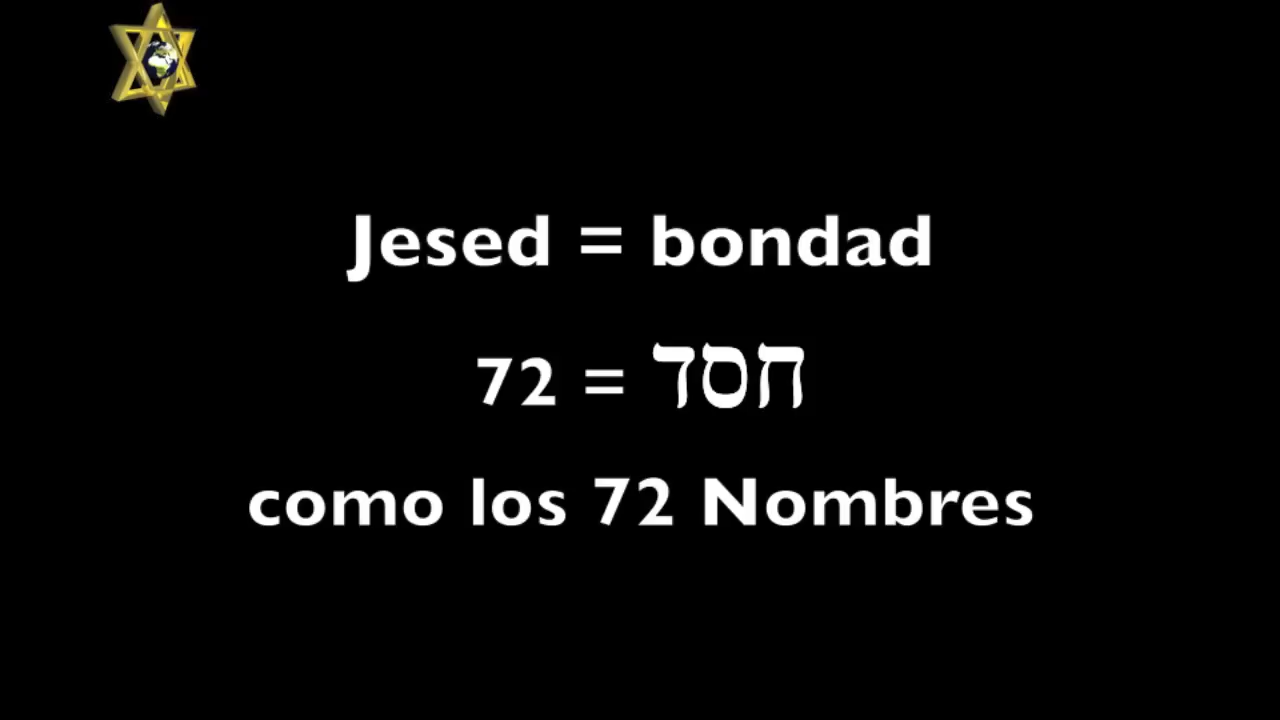 Jesed = bondad
72 = חסד
como los 72 Nombres